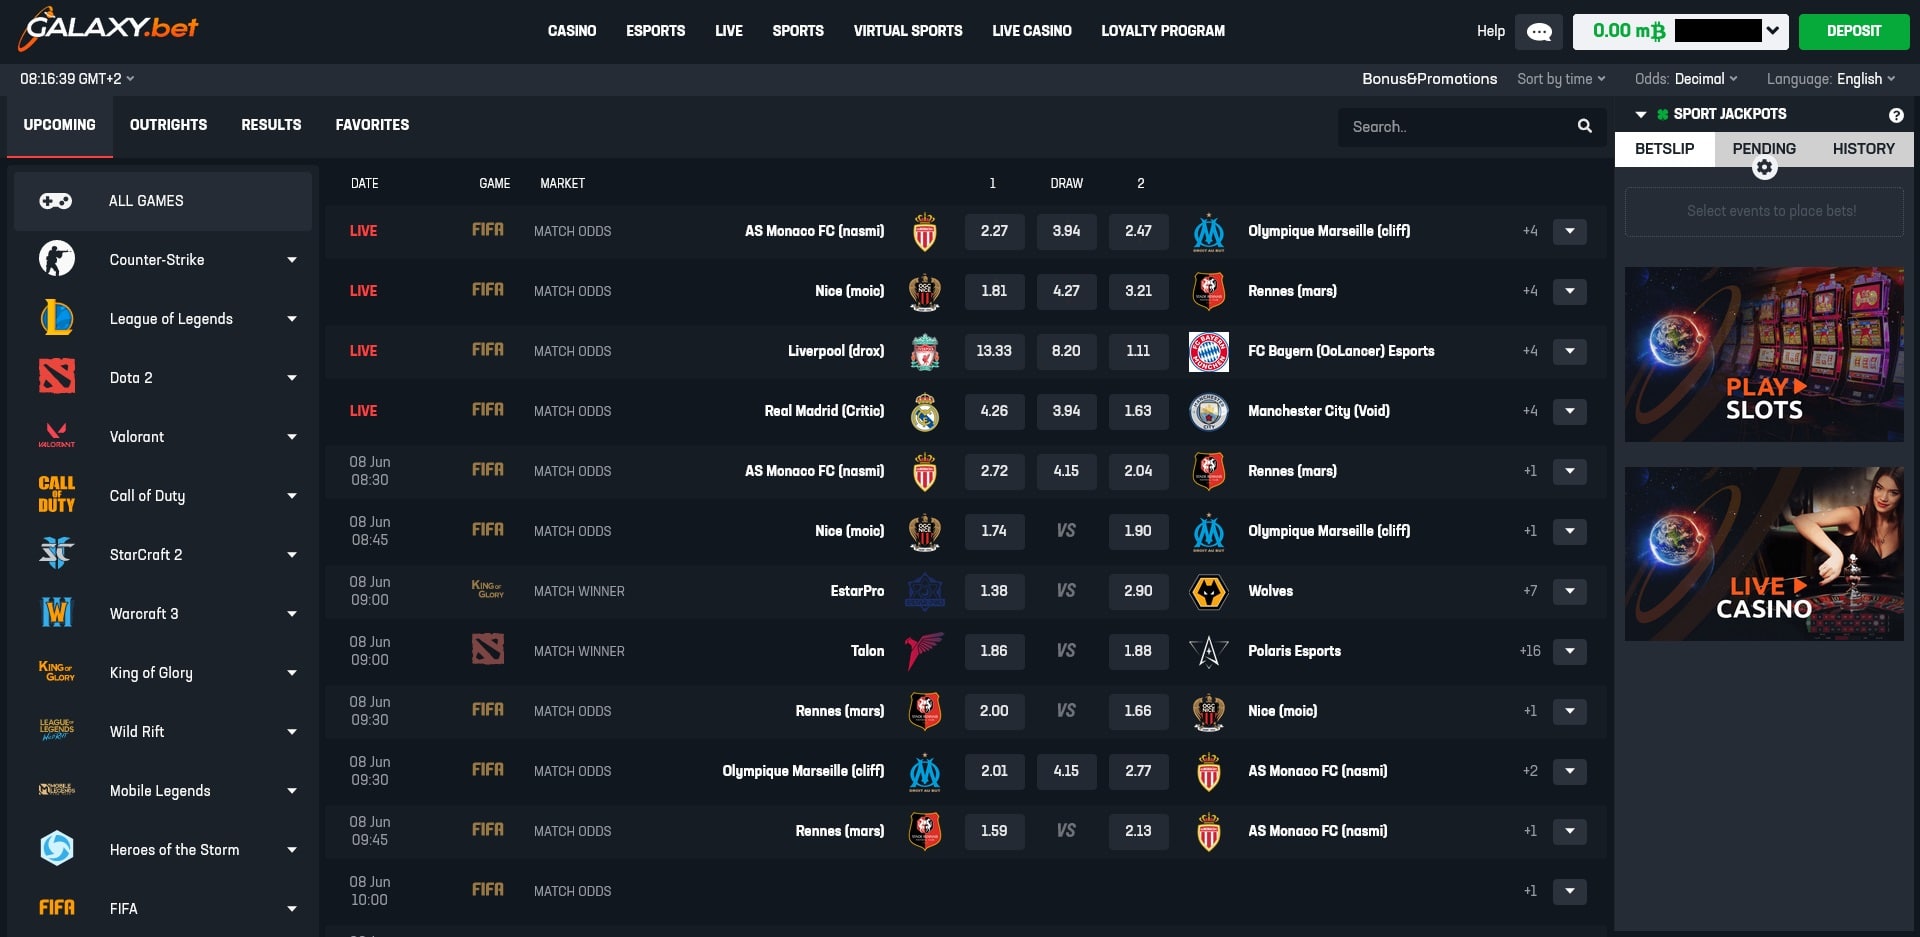 GALAXY.bet
CASINO ESPORTS LIVE SPORTS VIRTUAL SPORTS LIVE CASINO LOYALTY PROGRAM
Help 0.00 m₿ DEPOSIT
08:16:39 GMT+2
Bonus&Promotions Sort by time Odds: Decimal Language: English
UPCOMING OUTRIGHTS RESULTS FAVORITES
Search..
ALL GAMES
Counter-Strike
League of Legends
Dota 2
VALORANT Valorant
CALL OF DUTY Call of Duty
StarCraft 2
Warcraft 3
KING OF GLORY King of Glory
LEAGUE OF LEGENDS Wild Rift
MOBILE LEGENDS Mobile Legends
Heroes of the Storm
FIFA FIFA
DATE GAME MARKET 1 DRAW 2
LIVE FIFA MATCH ODDS AS Monaco FC (nasmi) 2.27 3.94 2.47 Olympique Marseille (cliff) +4
LIVE FIFA MATCH ODDS Nice (moic) 1.81 4.27 3.21 Rennes (mars) +4
LIVE FIFA MATCH ODDS Liverpool (drox) 13.33 8.20 1.11 FC Bayern (OoLancer) Esports +4
LIVE FIFA MATCH ODDS Real Madrid (Critic) 4.26 3.94 1.63 Manchester City (Void) +4
08 Jun
08:30 FIFA MATCH ODDS AS Monaco FC (nasmi) 2.72 4.15 2.04 Rennes (mars) +1
08 Jun
08:45 FIFA MATCH ODDS Nice (moic) 1.74 VS 1.90 Olympique Marseille (cliff) +1
08 Jun
09:00 KING OF GLORY MATCH WINNER EstarPro 1.38 VS 2.90 Wolves +7
08 Jun
09:00 MATCH WINNER Talon 1.86 VS 1.88 Polaris Esports +16
08 Jun
09:30 FIFA MATCH ODDS Rennes (mars) 2.00 VS 1.66 Nice (moic) +1
08 Jun
09:30 FIFA MATCH ODDS Olympique Marseille (cliff) 2.01 4.15 2.77 AS Monaco FC (nasmi) +2
08 Jun
09:45 FIFA MATCH ODDS Rennes (mars) 1.59 VS 2.13 AS Monaco FC (nasmi) +1
08 Jun
10:00 FIFA MATCH ODDS +1
SPORT JACKPOTS
BETSLIP PENDING HISTORY
Select events to place bets!
PLAY
SLOTS
LIVE
CASINO